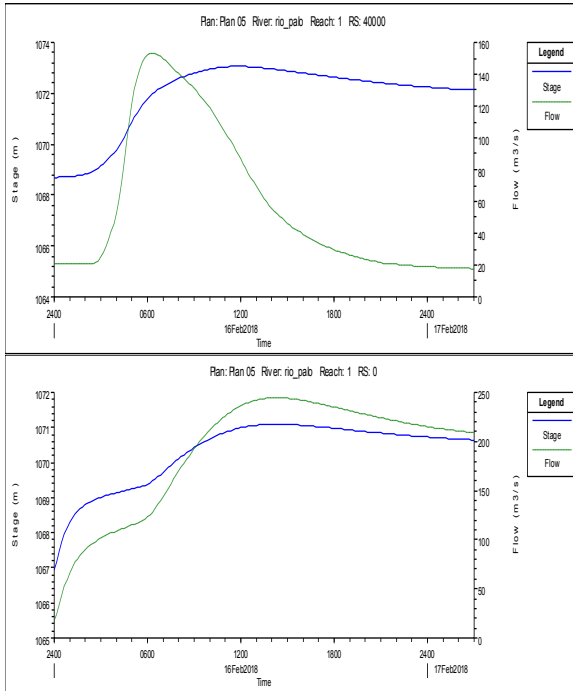 Plan: Plan 05 River: rio_palo Reach: 1 RS: 40000
1074
1072
1070
1068
1066
1064
Stage (m)
160
140
120
100
80
60
40
20
0
Flow (m3/s)
2400 0600 1200 1800 2400
16Feb2018 17Feb2018
Time
Legend
Stage
Flow
Plan: Plan 05 River: rio_palo Reach: 1 RS: 0
1072
1071
1070
1069
1068
1067
1066
1065
Stage (m)
250
200
150
100
50
0
Flow (m3/s)
2400 0600 1200 1800 2400
16Feb2018 17Feb2018
Time
Legend
Stage
Flow